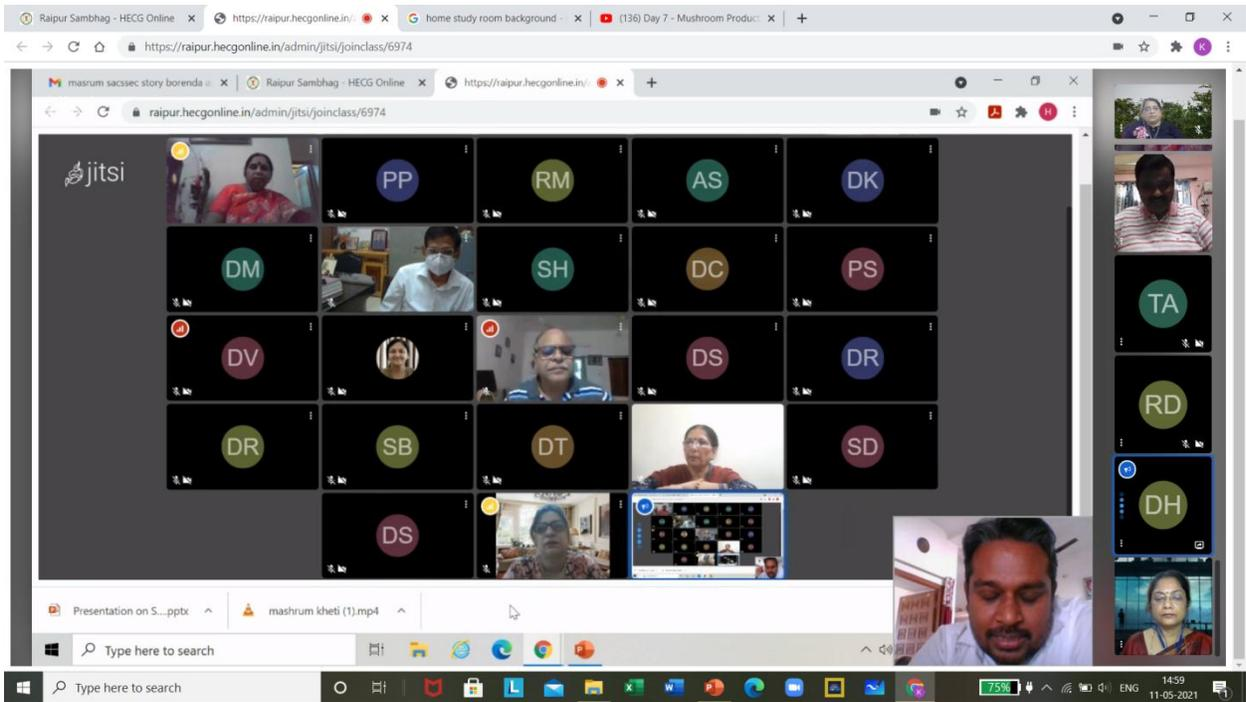 Raipur Sambhag - HECG Online
https://raipur.hecgonline.in/
home study room background -
(136) Day 7 - Mushroom Product
https://raipur.hecgonline.in/admin/jitsi/joinclass/6974
K
masrum sacssec story borenda a
Raipur Sambhag - HECG Online
https://raipur.hecgonline.in/
raipur.hecgonline.in/admin/jitsi/joinclass/6974
H
jitsi
PP
RM
AS
DK
DM
SH
DC
PS
DV
DS
DR
DR
SB
DT
SD
DS
TA
RD
DH
Presentation on S....pptx
mashrum kheti (1).mp4
Type here to search
Type here to search
75%
ENG
14:59
11-05-2021
1